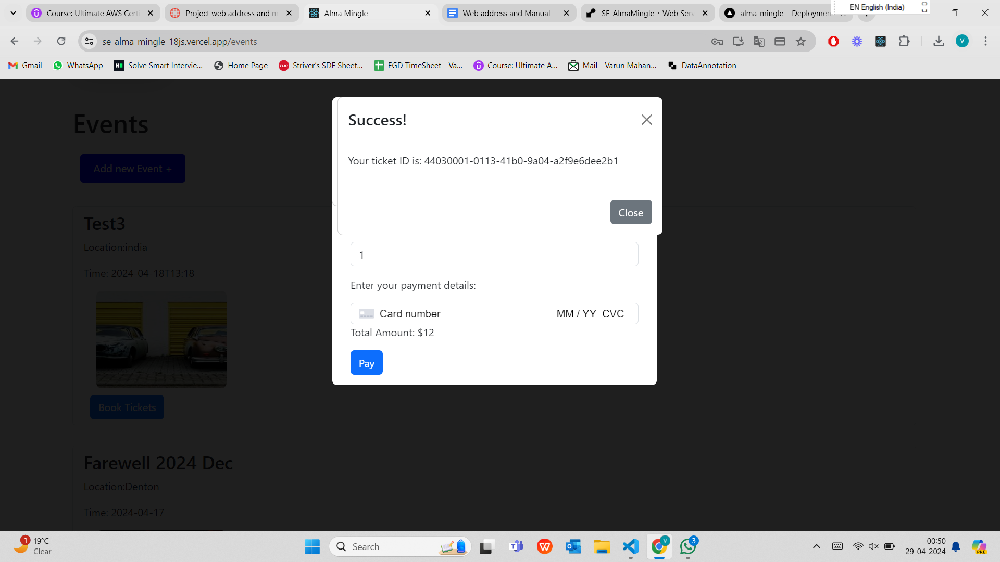 Course: Ultimate AWS Certi
Project web address and m
Alma Mingle
Web address and Manual -
SE-AlmaMingle · Web Serv
alma-mingle – Deploymen
EN English (India)
se-alma-mingle-18js.vercel.app/events
V
Gmail
WhatsApp
Solve Smart Intervie...
Home Page
TUF
Striver's SDE Sheet...
EGD TimeSheet - Va...
Course: Ultimate A...
Mail - Varun Mahan...
DataAnnotation
Events
Add new Event +
Success!
Your ticket ID is: 44030001-0113-41b0-9a04-a2f9e6dee2b1
Close
Test3
Location:india
Time: 2024-04-18T13:18
1
Enter your payment details:
Card number MM / YY CVC
Total Amount: $12
Pay
Book Tickets
Farewell 2024 Dec
Location:Denton
Time: 2024-04-17
1
19°C
Clear
Search
V
3
00:50
29-04-2024
PRE